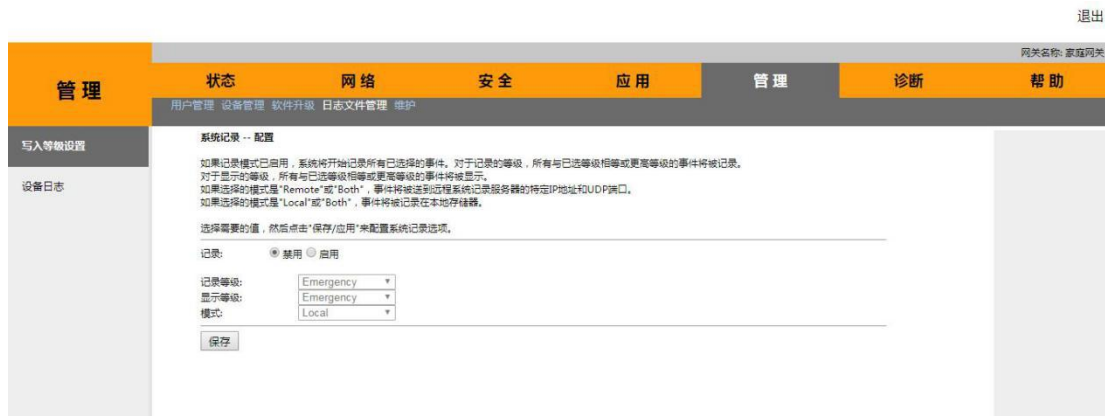 退出
网关名称: 家庭网关
管理
状态 网络 安全 应用 管理 诊断 帮助
用户管理 设备管理 软件升级 日志文件管理 维护
写入等级设置
设备日志
系统记录 -- 配置
如果记录模式已启用，系统将开始记录所有已选择的事件。对于记录的等级，所有与已选等级相等或更高等级的事件将被记录。
对于显示的等级，所有与已选等级相等或更高等级的事件将被显示。
如果选择的模式是"Remote"或"Both"，事件将被送到远程系统记录服务器的特定IP地址和UDP端口。
如果选择的模式是"Local"或"Both"，事件将被记录在本地存储器。
选择需要的值，然后点击"保存/应用"来配置系统记录选项。
记录: 禁用 启用
记录等级: Emergency
显示等级: Emergency
模式: Local
保存